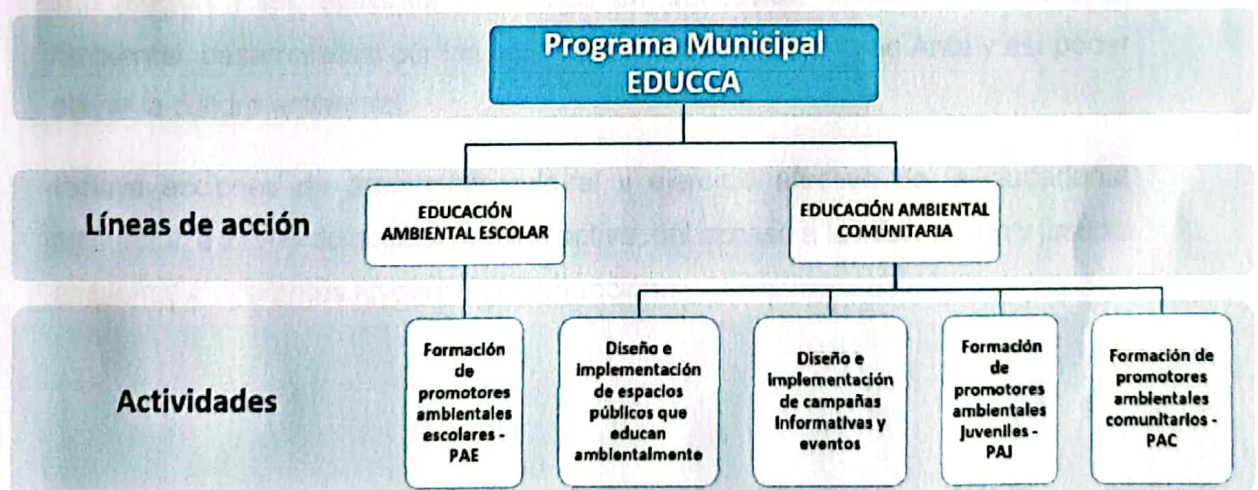 Programa Municipal
EDUCCA
Líneas de acción
EDUCACIÓN
AMBIENTAL ESCOLAR
EDUCACIÓN AMBIENTAL
COMUNITARIA
Actividades
Formación
de
promotores
ambientales
escolares -
PAE
Diseño e
implementación
de espacios
públicos que
educan
ambientalmente
Diseño e
implementación
de campañas
informativas y
eventos
Formación
de
promotores
ambientales
juveniles -
PAJ
Formación de
promotores
ambientales
comunitarios -
PAC